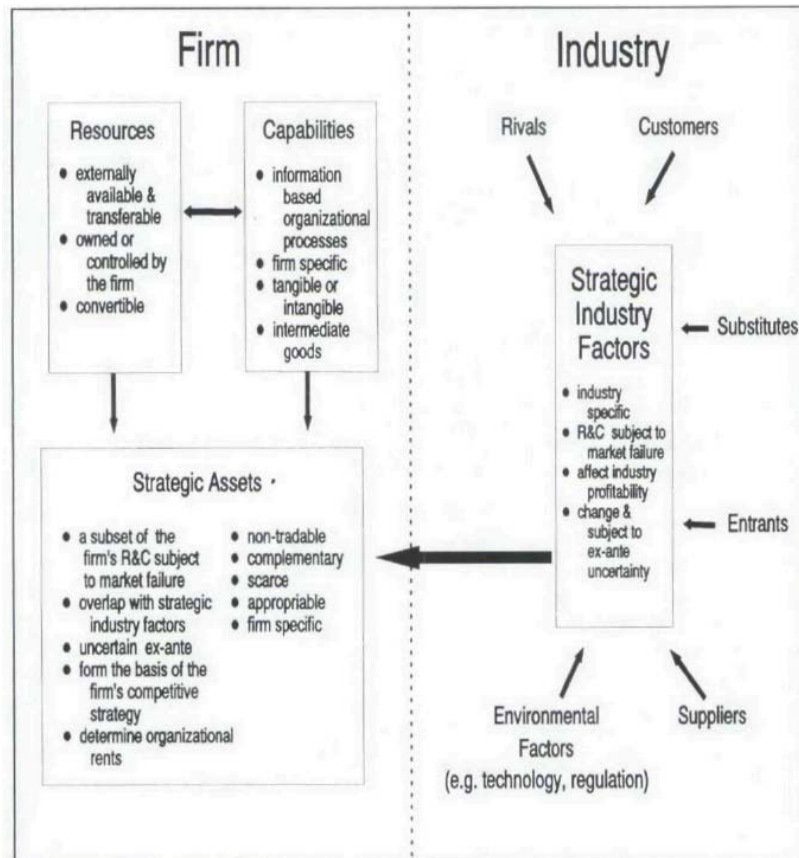 Firm
Resources
• externally
available &
transferable
• owned or
controlled by
the firm
• convertible
Capabilities
• information
based
organizational
processes
• firm specific
• tangible or
intangible
• intermediate
goods
Strategic Assets
• a subset of the
firm's R&C subject
to market failure
• overlap with strategic
industry factors
• uncertain ex-ante
• form the basis of the
firm's competitive
strategy
• determine organizational
rents
• non-tradable
• complementary
• scarce
• appropriable
• firm specific
Industry
Rivals
Customers
Strategic
Industry
Factors
• industry
specific
• R&C subject to
market failure
• affect industry
profitability
• change &
subject to
ex-ante
uncertainty
Substitutes
Entrants
Environmental
Factors
(e.g. technology, regulation)
Suppliers